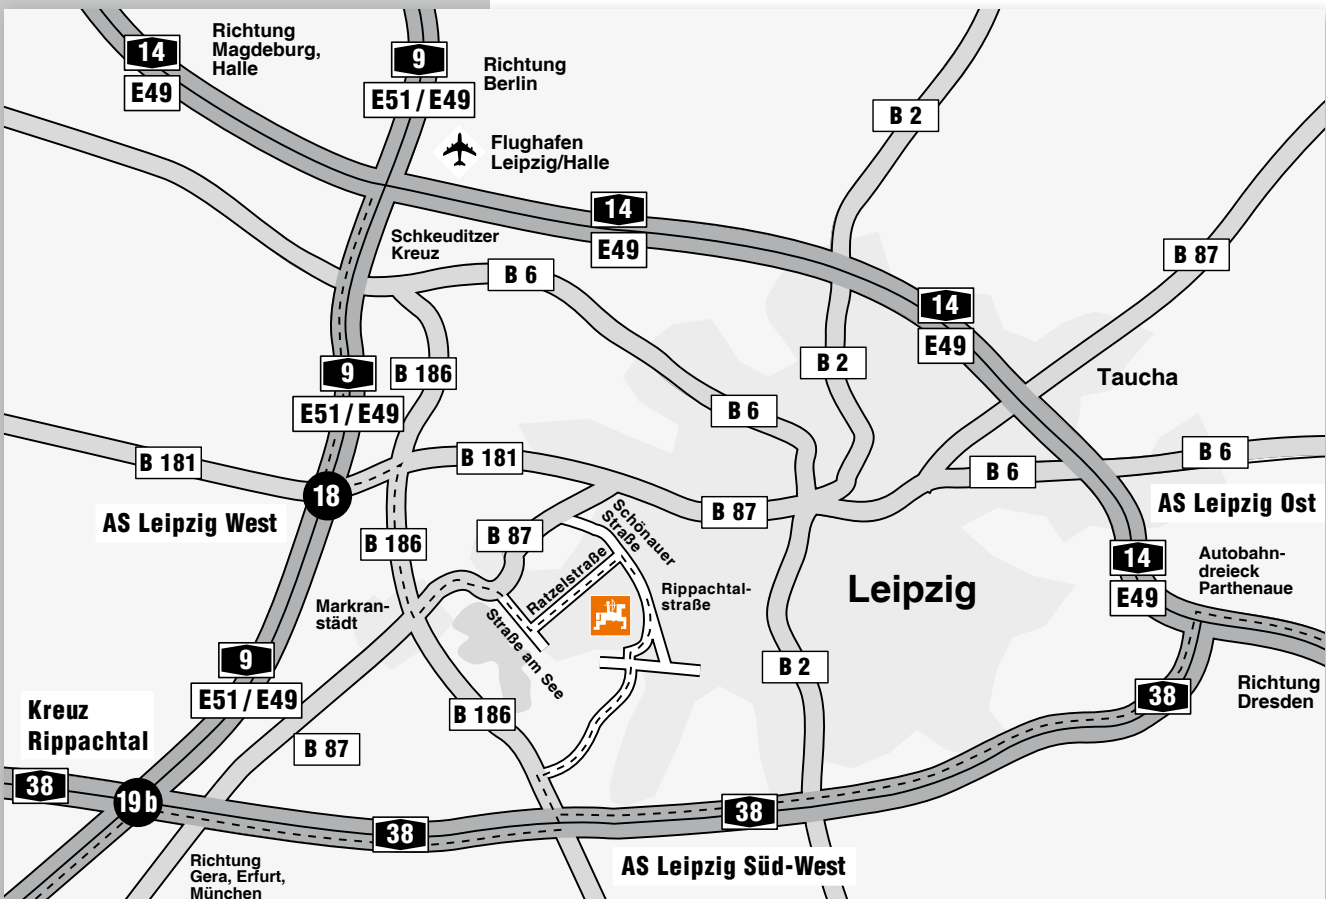 Richtung
Magdeburg,
Halle
14
E49
9
E51 / E49
Richtung
Berlin
Flughafen
Leipzig/Halle
B 2
14
E49
Schkeuditzer
Kreuz
B 6
B 87
14
E49
9
E51 / E49
B 186
B 2
Taucha
B 6
B 181
B 181
B 6
B 6
18
AS Leipzig West
B 87
AS Leipzig Ost
B 186
B 87
Schönauer
Straße
Ratzelstraße
14
E49
Autobahn-
dreieck
Parthenaue
Markran-
städt
Rippachtal-
straße
Leipzig
Straße am See
9
E51 / E49
B 2
Richtung
Dresden
38
Kreuz
Rippachtal
B 186
B 87
38
19b
38
38
Richtung
Gera, Erfurt,
München
AS Leipzig Süd-West